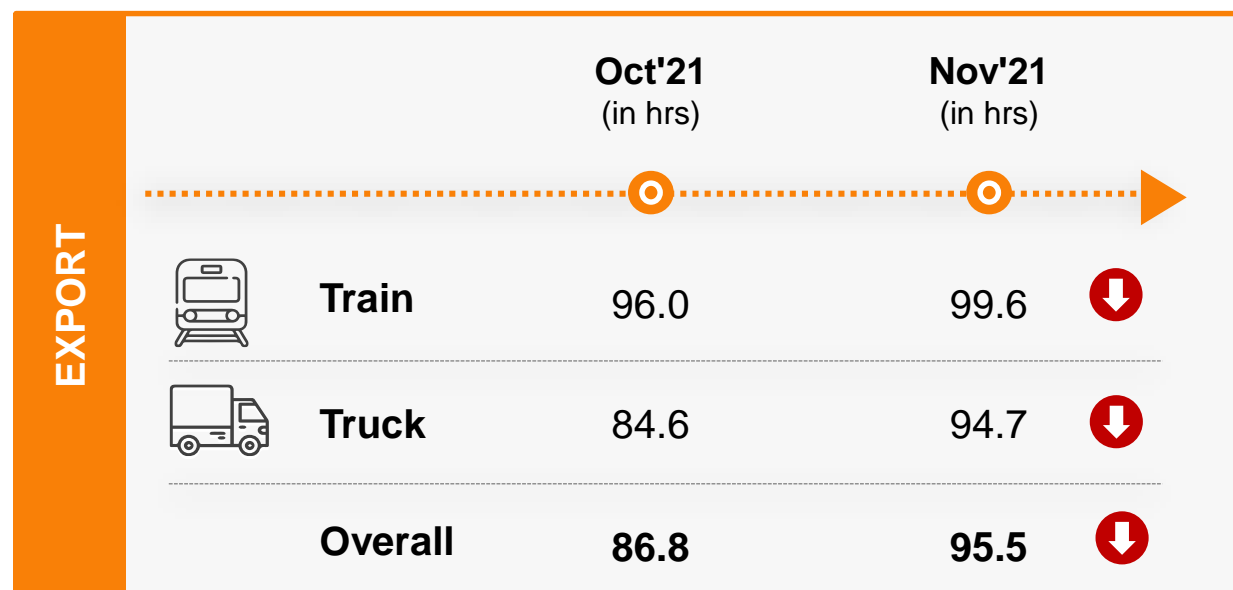 EXPORT
Oct'21 Nov'21
(in hrs) (in hrs)
Train 96.0 99.6
Truck 84.6 94.7
Overall 86.8 95.5